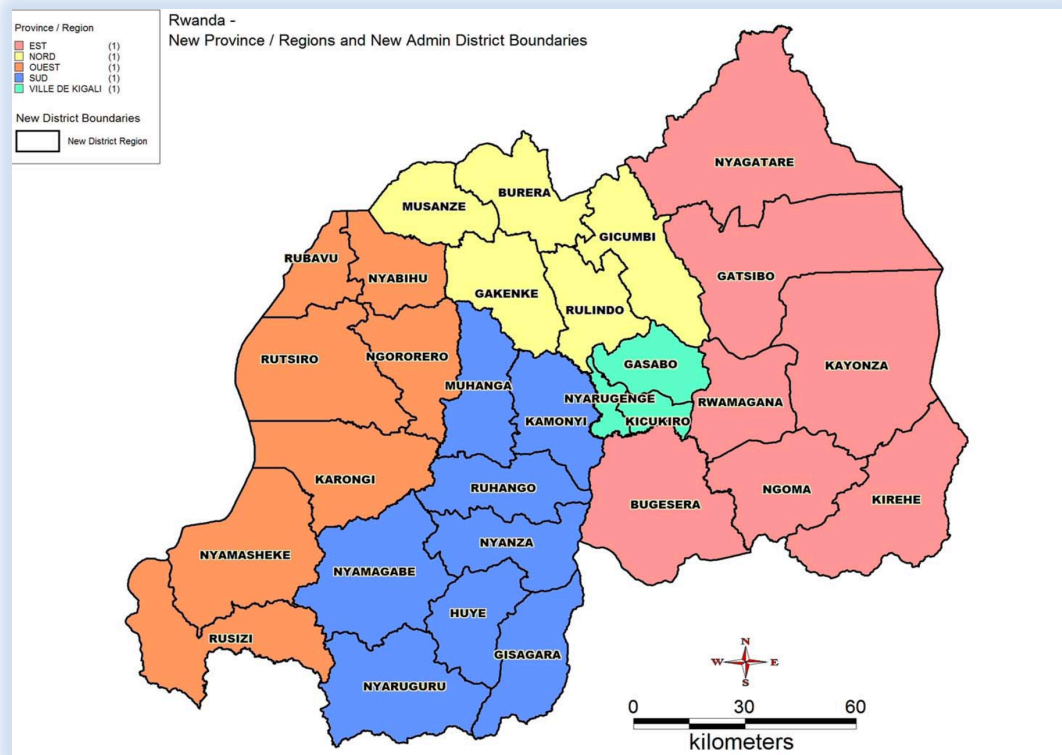 Province / Region
EST (1)
NORD (1)
OUEST (1)
SUD (1)
VILLE DE KIGALI (1)
New District Boundaries
New District Region
Rwanda -
New Province / Regions and New Admin District Boundaries
NYAGATARE
BURERA
MUSANZE
GICUMBI
RUBAVU
NYABIHU
GATSIBO
GAKENKE
RULINDO
RUTSIRO
NGORORERO
GASABO
KAYONZA
MUHANGA
NYARUGENGE
RWAMAGANA
KAMONYI
KICUKIRO
KARONGI
RUHANGO
NGOMA
KIREHE
BUGESERA
NYAMASHEKE
NYANZA
NYAMAGABE
HUYE
RUSIZI
GISAGARA
NYARUGURU
N
W E
S
0 30 60
kilometers